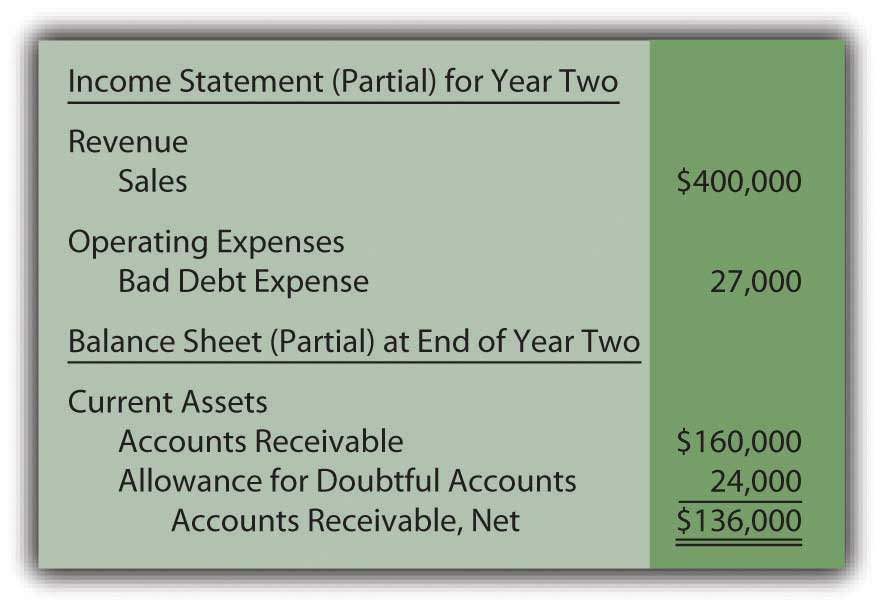 Income Statement (Partial) for Year Two
Revenue
Sales $400,000
Operating Expenses
Bad Debt Expense 27,000
Balance Sheet (Partial) at End of Year Two
Current Assets
Accounts Receivable $160,000
Allowance for Doubtful Accounts 24,000
Accounts Receivable, Net $136,000